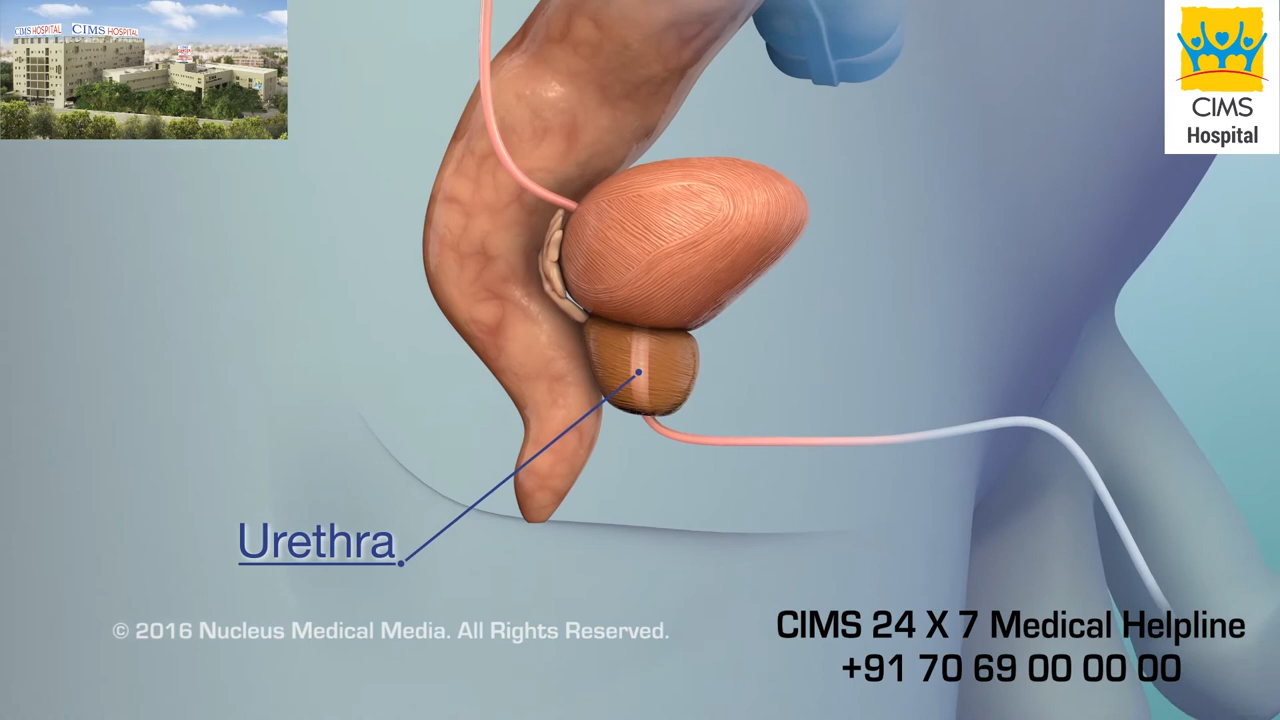 CIMS HOSPITAL CIMS HOSPITAL
CIMS
Hospital
Urethra
© 2016 Nucleus Medical Media. All Rights Reserved.
CIMS 24 X 7 Medical Helpline
+91 70 69 00 00 00